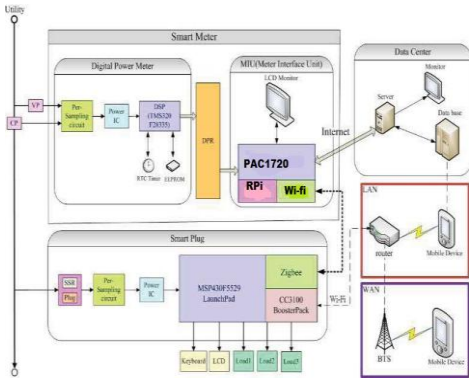 Utility
Smart Meter
Digital Power Meter
MIU(Meter Interface Unit)
Data Center
LCD Monitor
Monitor
VP
CP
Per-
Sampling
circuit
Power
IC
DSP
(TMS320
F28335)
DPR
Server
Data base
Internet
PAC1720
RPi
Wi-fi
RTC Timer
EEPROM
LAN
router
Mobile Device
Smart Plug
SSR
Plug
Per-
Sampling
circuit
Power
IC
MSP430F5529
LaunchPad
Zigbee
CC3100
BoosterPack
Wi-Fi
WAN
BTS
Mobile Device
Keyboard
LCD
Load1
Load2
Load3